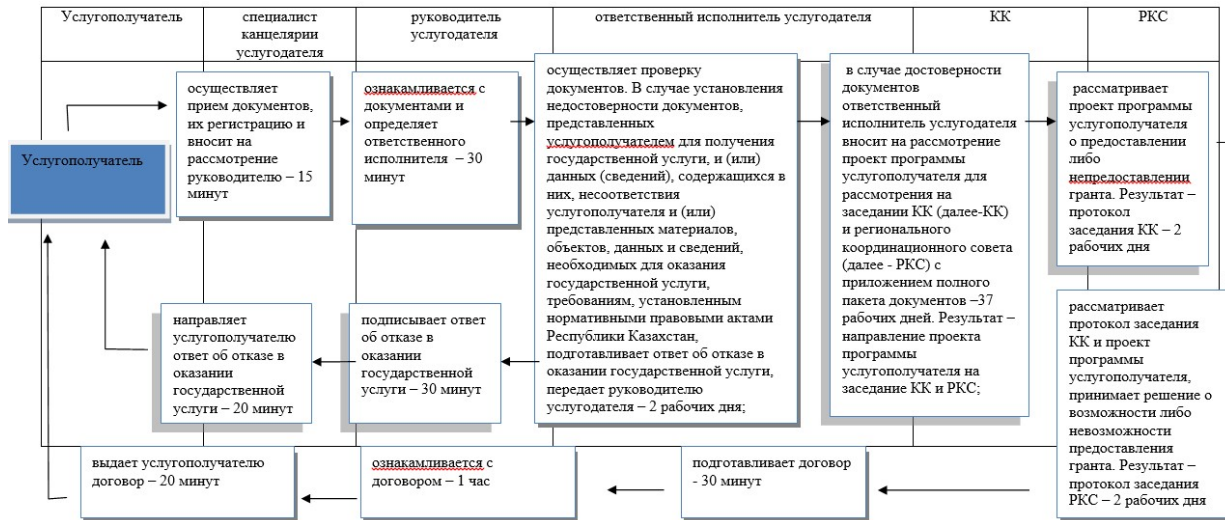 Услугополучатель
специалист
канцелярии
услугодателя
руководитель
услугодателя
ответственный исполнитель услугодателя
КК
РКС
Услугополучатель
осуществляет
прием документов,
их регистрацию и
вносит на
рассмотрение
руководителю – 15
минут
ознакамливается с
документами и
определяет
ответственного
исполнителя – 30
минут
осуществляет проверку
документов. В случае установления
недостоверности документов,
представленных
услугополучателем для получения
государственной услуги, и (или)
данных (сведений), содержащихся в
них, несоответствия
услугополучателя и (или)
представленных материалов,
объектов, данных и сведений,
необходимых для оказания
государственной услуги,
требованиям, установленным
нормативными правовыми актами
Республики Казахстан,
подготавливает ответ об отказе в
оказании государственной услуги,
передает руководителю
услугодателя – 2 рабочих дня;
в случае достоверности
документов
ответственный
исполнитель услугодателя
вносит на рассмотрение
проект программы
услугополучателя для
рассмотрения на
заседании КК (далее-КК)
и регионального
координационного совета
(далее - РКС) с
приложением полного
пакета документов –37
рабочих дней. Результат –
направление проекта
программы
услугополучателя на
заседание КК и РКС;
рассматривает
проект программы
услугополучателя
о предоставлении
либо
непредоставлении
гранта. Результат –
протокол
заседания КК – 2
рабочих дня
направляет
услугополучателю
ответ об отказе в
оказании
государственной
услуги – 20 минут
подписывает ответ
об отказе в
оказании
государственной
услуги – 30 минут
рассматривает
протокол заседания
КК и проект
программы
услугополучателя,
принимает решение о
возможности либо
невозможности
предоставления
гранта. Результат –
протокол заседания
РКС – 2 рабочих дня
выдает услугополучателю
договор – 20 минут
ознакамливается с
договором – 1 час
подготавливает договор
- 30 минут